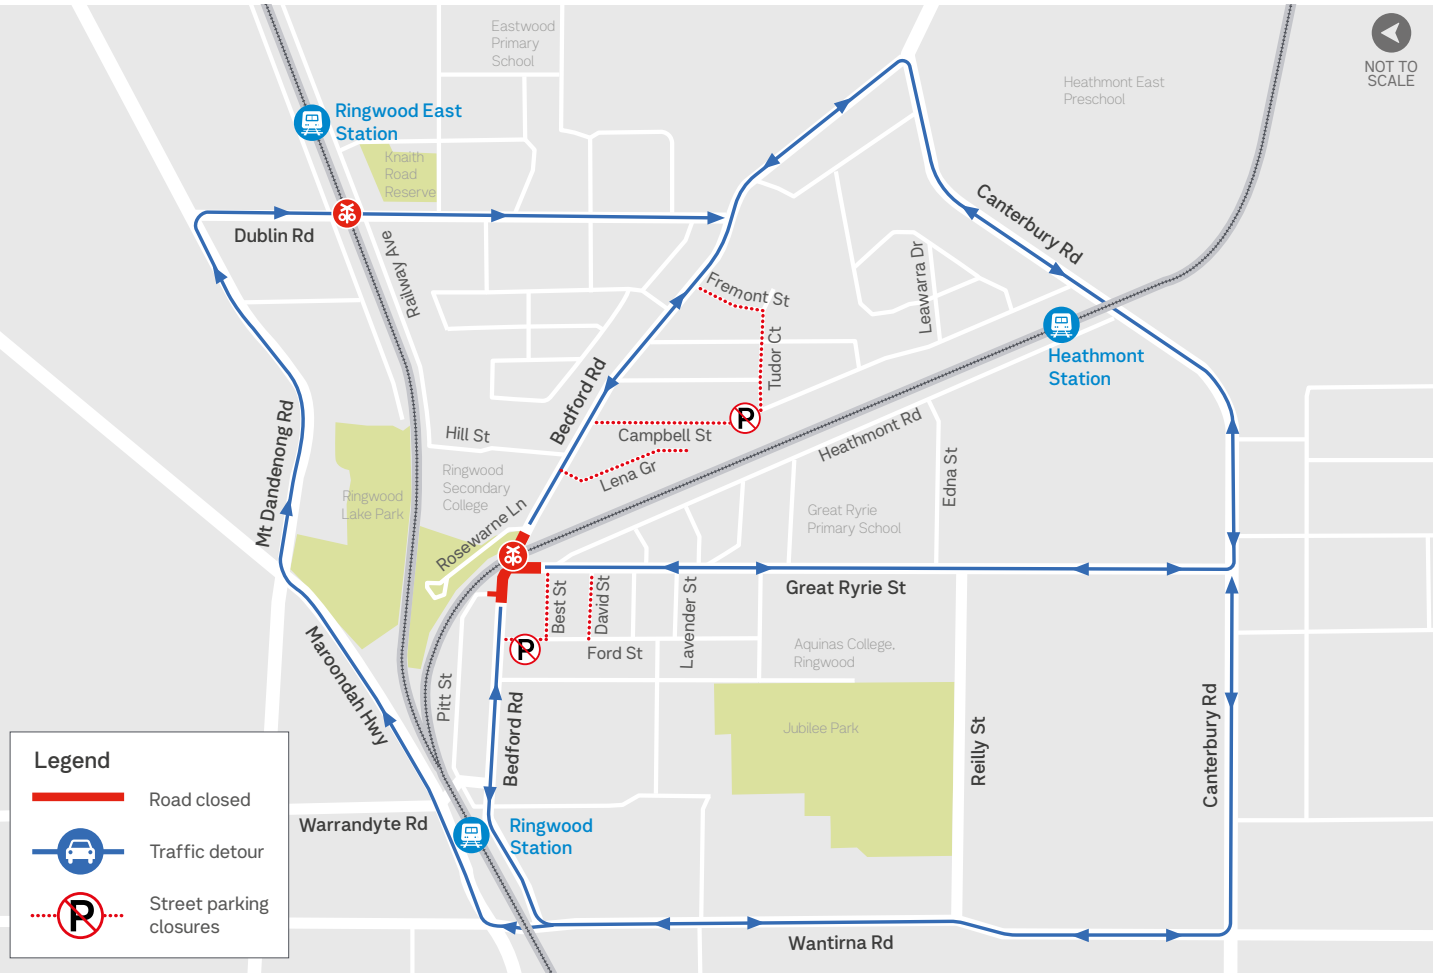 Eastwood
Primary
School
NOT TO
SCALE
Heathmont East
Preschool
Ringwood East
Station
Knaith
Road
Reserve
Canterbury Rd
Dublin Rd
Railway Ave
Leawarra Dr
Fremont St
Tudor Ct
Heathmont
Station
Bedford Rd
Mt Dandenong Rd
Hill St
Campbell St
Heathmont Rd
Lena Gr
Edna St
Ringwood
Secondary
College
Ringwood
Lake Park
Rosewarne Ln
Great Ryrie
Primary School
Great Ryrie St
Best St
David St
Lavender St
Ford St
P
P
Aquinas College,
Ringwood
Maroondah Hwy
Pitt St
Bedford Rd
Jubilee Park
Reilly St
Canterbury Rd
Legend
Road closed
Traffic detour
P
Street parking
closures
Warrandyte Rd
Ringwood
Station
Wantirna Rd